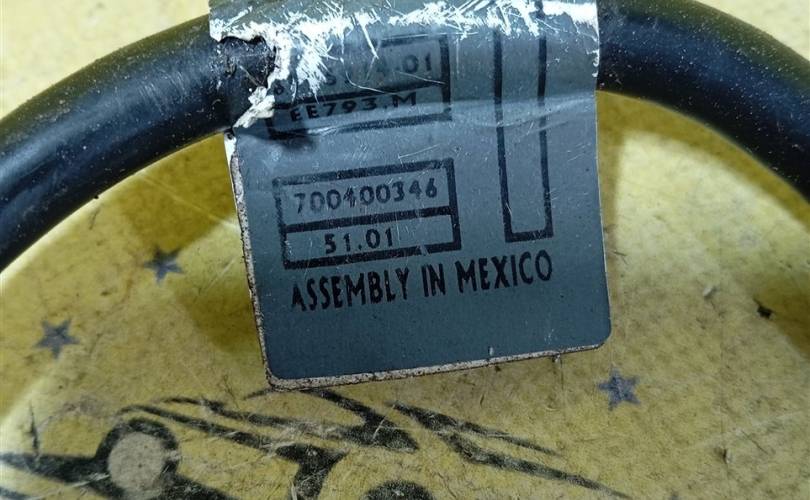 EE793.M
700400346
51.01
ASSEMBLY IN MEXICO